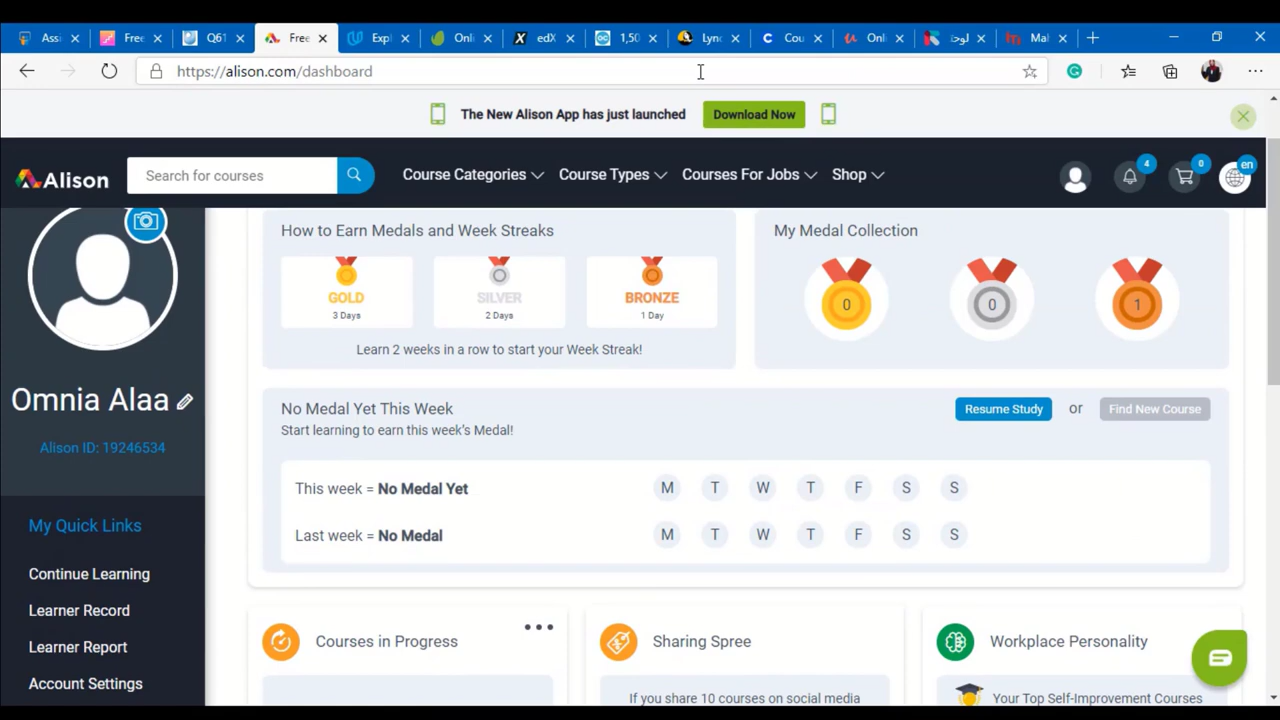 Assi Free Q61 Free Expl Onli edX 1,50 Lync Cou Onli لوحا Mal
https://alison.com/dashboard
The New Alison App has just launched Download Now
Alison Search for courses Course Categories Course Types Courses For Jobs Shop 4 0 en
How to Earn Medals and Week Streaks
GOLD SILVER BRONZE
3 Days 2 Days 1 Day
Learn 2 weeks in a row to start your Week Streak!
My Medal Collection
0 0 1
Omnia Alaa
Alison ID: 19246534
My Quick Links
Continue Learning
Learner Record
Learner Report
Account Settings
No Medal Yet This Week Resume Study or Find New Course
Start learning to earn this week’s Medal!
This week = No Medal Yet M T W T F S S
Last week = No Medal M T W T F S S
Courses in Progress Sharing Spree Workplace Personality
If you share 10 courses on social media Your Top Self-Improvement Courses